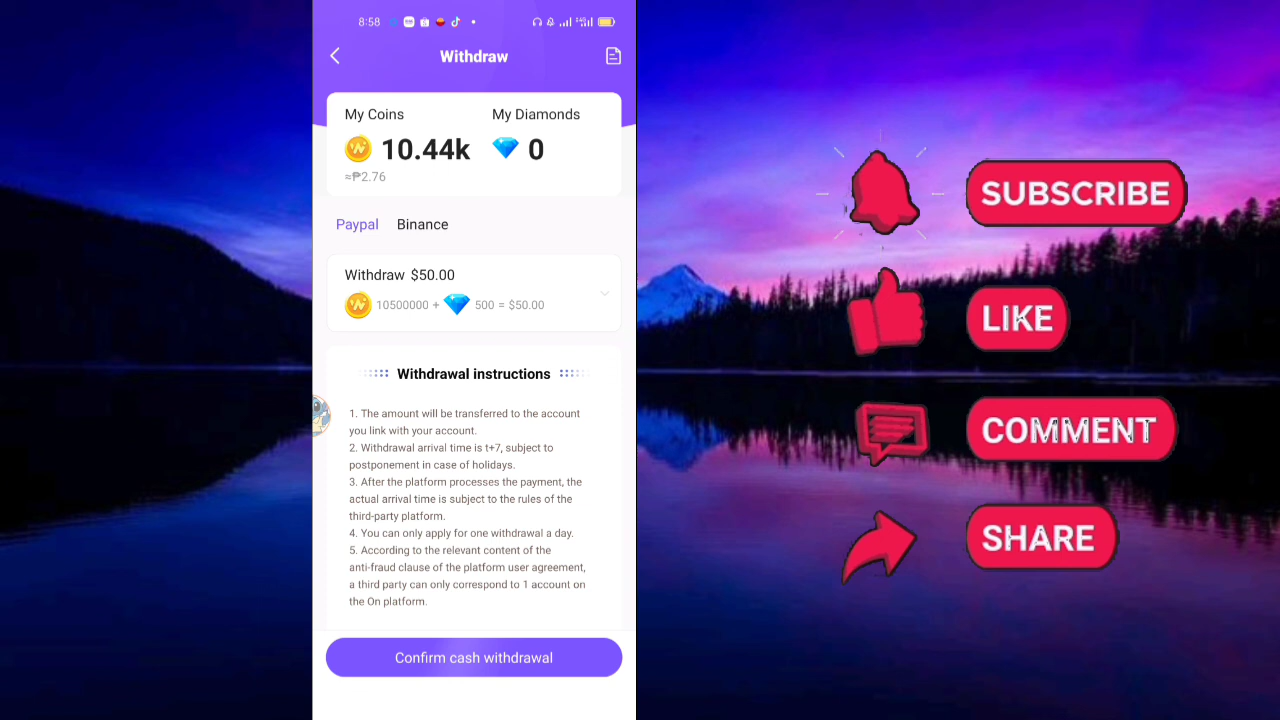 8:58
Withdraw
My Coins
My Diamonds
10.44k
0
≈₱2.76
Paypal
Binance
Withdraw $50.00
10500000 + 500 = $50.00
Withdrawal instructions
1. The amount will be transferred to the account
you link with your account.
2. Withdrawal arrival time is t+7, subject to
postponement in case of holidays.
3. After the platform processes the payment, the
actual arrival time is subject to the rules of the
third-party platform.
4. You can only apply for one withdrawal a day.
5. According to the relevant content of the
anti-fraud clause of the platform user agreement,
a third party can only correspond to 1 account on
the On platform.
Confirm cash withdrawal
SUBSCRIBE
LIKE
COMMENT
SHARE